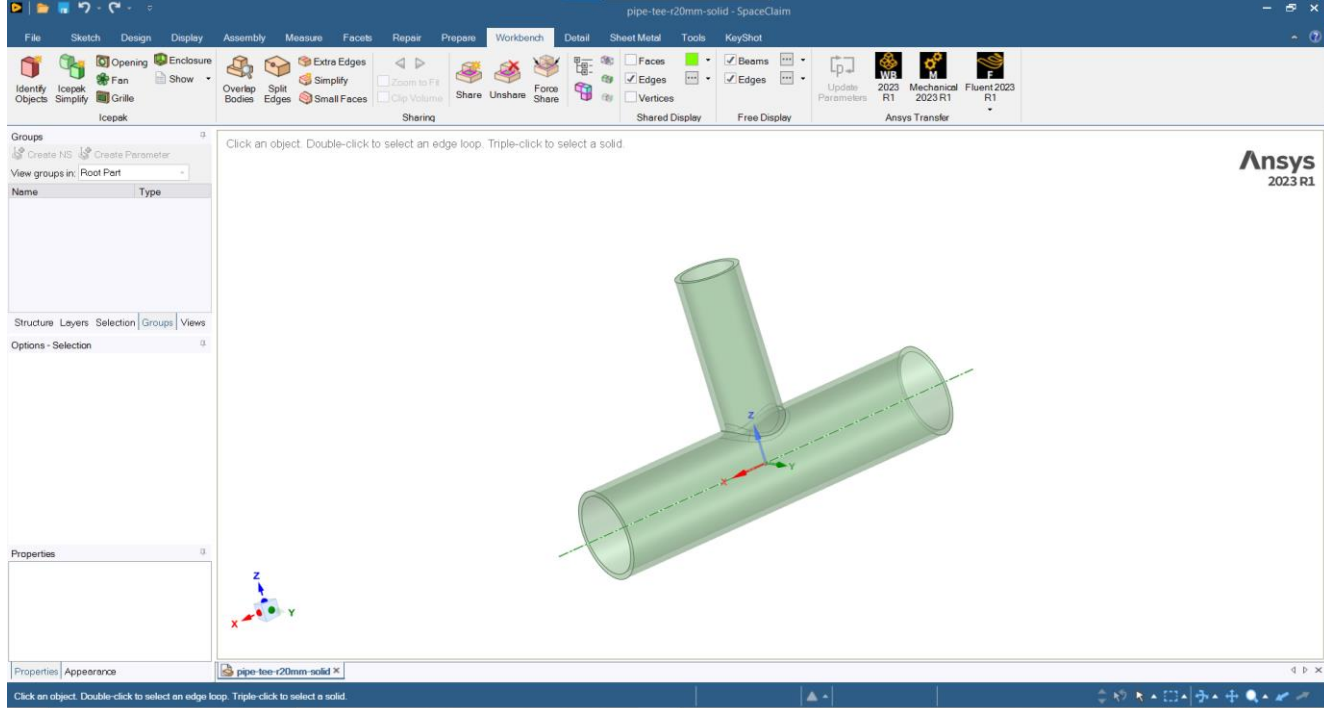 pipe-tee-r20mm-solid - SpaceClaim
File Sketch Design Display Assembly Measure Facets Repair Prepare Workbench Detail Sheet Metal Tools KeyShot
Identify Objects
Icepak Simplify
Opening
Fan
Grille
Enclosure
Show
Icepak
Overlap Bodies
Split Edges
Extra Edges
Simplify
Small Faces
Zoom to Fit
Clip Volume
Share
Unshare
Force Share
Sharing
Faces
Edges
Vertices
Shared Display
Beams
Edges
Free Display
Update Parameters
WB
2023 R1
M
Mechanical 2023 R1
F
Fluent 2023 R1
Ansys Transfer
Groups
Create NS Create Parameter
View groups in: Root Part
Name Type
Structure Layers Selection Groups Views
Options - Selection
Properties
Properties Appearance
Click an object. Double-click to select an edge loop. Triple-click to select a solid.
Ansys
2023 R1
Z
X
Y
Z
Y
X
pipe-tee-r20mm-solid
Click an object. Double-click to select an edge loop. Triple-click to select a solid.